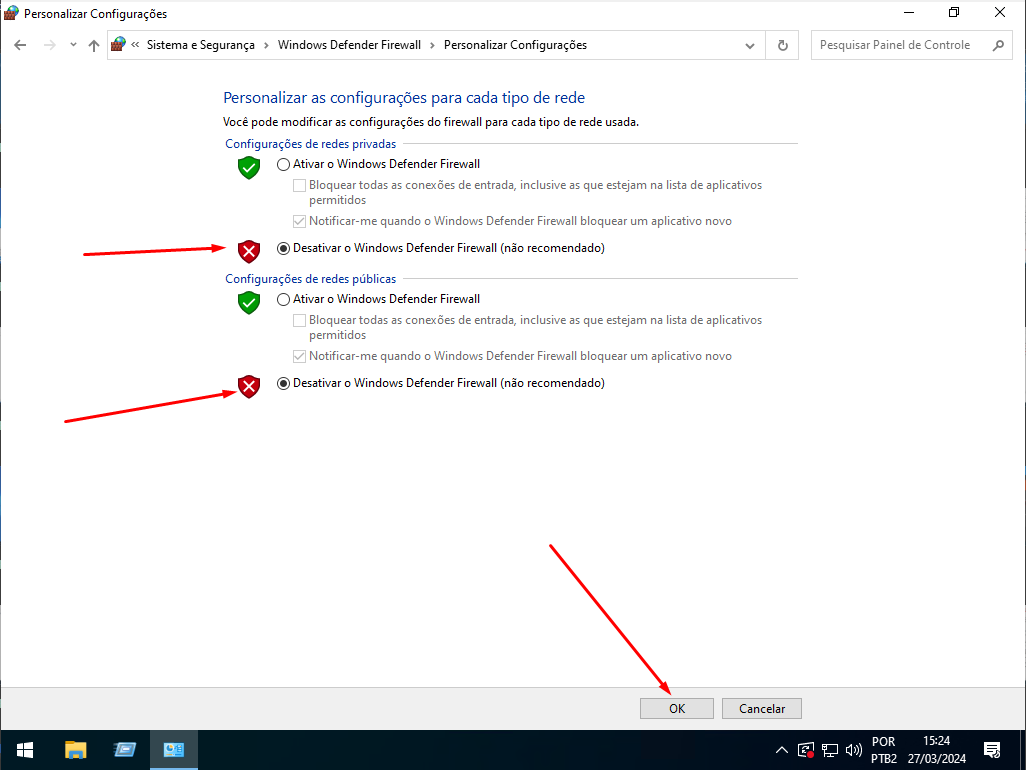 Personalizar Configurações
« Sistema e Segurança › Windows Defender Firewall › Personalizar Configurações
Pesquisar Painel de Controle
Personalizar as configurações para cada tipo de rede
Você pode modificar as configurações do firewall para cada tipo de rede usada.
Configurações de redes privadas
Ativar o Windows Defender Firewall
Bloquear todas as conexões de entrada, inclusive as que estejam na lista de aplicativos
permitidos
Notificar-me quando o Windows Defender Firewall bloquear um aplicativo novo
Desativar o Windows Defender Firewall (não recomendado)
Configurações de redes públicas
Ativar o Windows Defender Firewall
Bloquear todas as conexões de entrada, inclusive as que estejam na lista de aplicativos
permitidos
Notificar-me quando o Windows Defender Firewall bloquear um aplicativo novo
Desativar o Windows Defender Firewall (não recomendado)
OK
Cancelar
POR
PTB2
15:24
27/03/2024